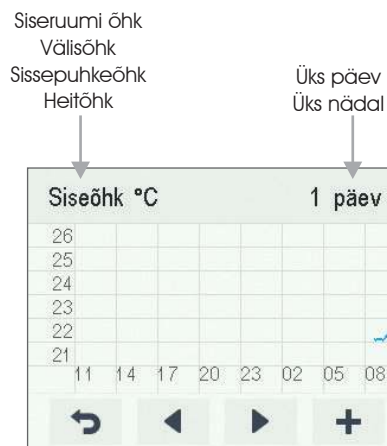 Siseruumi õhk
Välisõhk
Sissepuhkeõhk
Heitõhk
Üks päev
Üks nädal
Siseõhk °C
1 päev
26
25
24
23
22
21
11 14 17 20 23 02 05 08